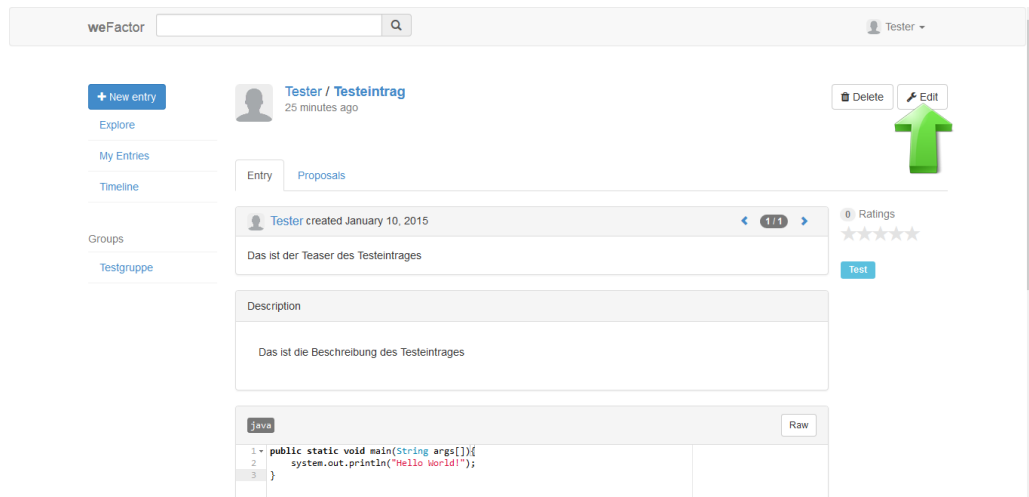 weFactor
Tester
New entry
Explore
My Entries
Timeline
Groups
Testgruppe
Tester / Testeintrag
25 minutes ago
Delete
Edit
Entry
Proposals
Tester created January 10, 2015
1 / 1
Das ist der Teaser des Testeintrages
0 Ratings
Test
Description
Das ist die Beschreibung des Testeintrages
java
Raw
1 public static void main(String args[]){
2 system.out.println("Hello World!");
3 }